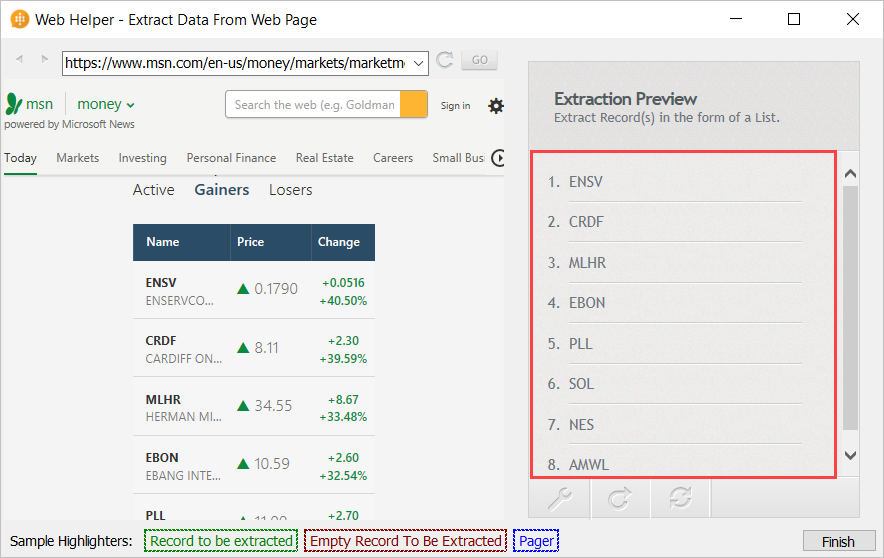 Web Helper - Extract Data From Web Page
https://www.msn.com/en-us/money/markets/marketm
GO
msn money
powered by Microsoft News
Search the web (e.g. Goldman
Sign in
Today Markets Investing Personal Finance Real Estate Careers Small Busi
Active Gainers Losers
Name Price Change
ENSV
ENSERVCO... 0.1790 +0.0516
+40.50%
CRDF
CARDIFF ON... 8.11 +2.30
+39.59%
MLHR
HERMAN MI... 34.55 +8.67
+33.48%
EBON
EBANG INTE... 10.59 +2.60
+32.54%
PLL +2.70
Extraction Preview
Extract Record(s) in the form of a List.
1. ENSV
2. CRDF
3. MLHR
4. EBON
5. PLL
6. SOL
7. NES
8. AMWL
Sample Highlighters: Record to be extracted Empty Record To Be Extracted Pager
Finish